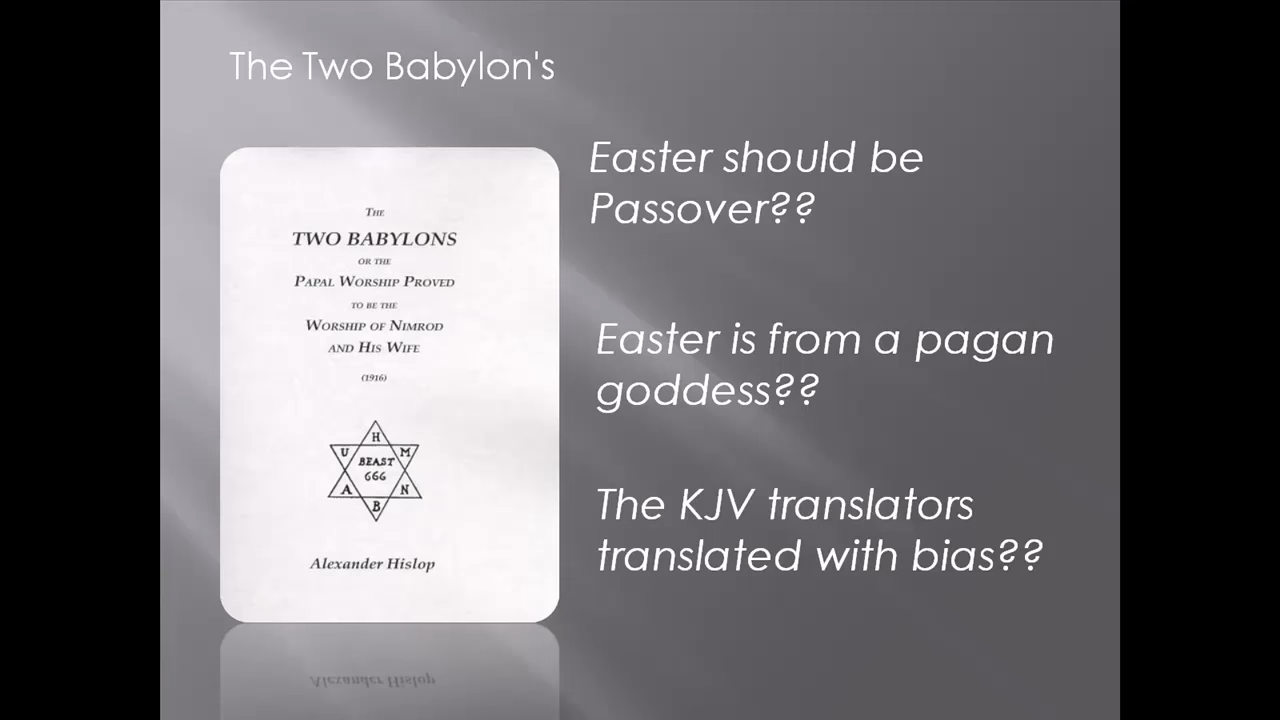 The Two Babylon's
THE
TWO BABYLONS
OR THE
PAPAL WORSHIP PROVED
TO BE THE
WORSHIP OF NIMROD
AND HIS WIFE
(1916)
H
U M
BEAST
666
A N
B
Alexander Hislop
Easter should be
Passover??
Easter is from a pagan
goddess??
The KJV translators
translated with bias??
Alexander Hislop